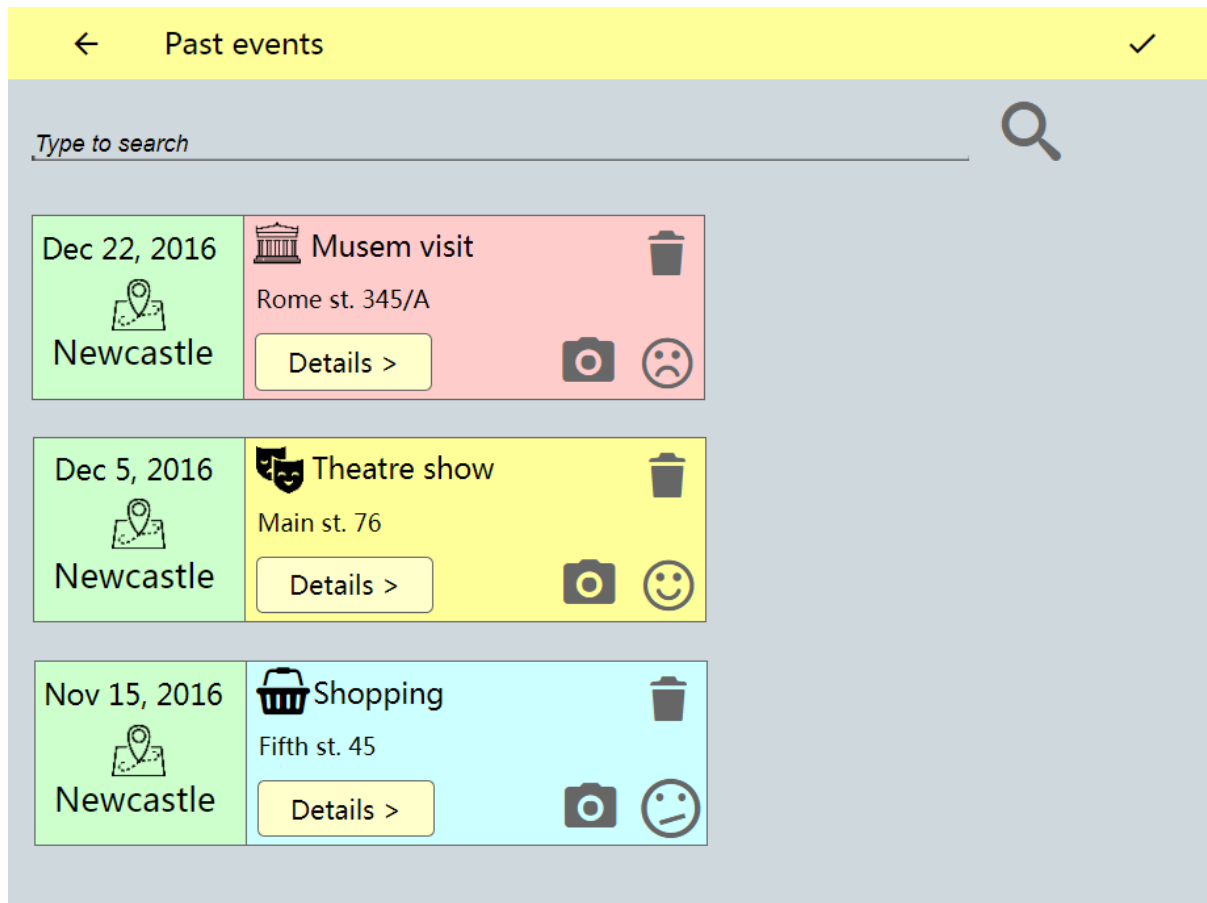 Past events
Type to search
Dec 22, 2016
Newcastle
Musem visit
Rome st. 345/A
Details >
Dec 5, 2016
Newcastle
Theatre show
Main st. 76
Details >
Nov 15, 2016
Newcastle
Shopping
Fifth st. 45
Details >